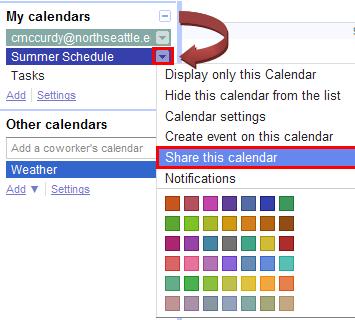 My calendars
cmccurdy@northseattle.e
Summer Schedule
Tasks
Add Settings
Other calendars
Add a coworker's calendar
Weather
Add ▼ Settings
Display only this Calendar
Hide this calendar from the list
Calendar settings
Create event on this calendar
Share this calendar
Notifications